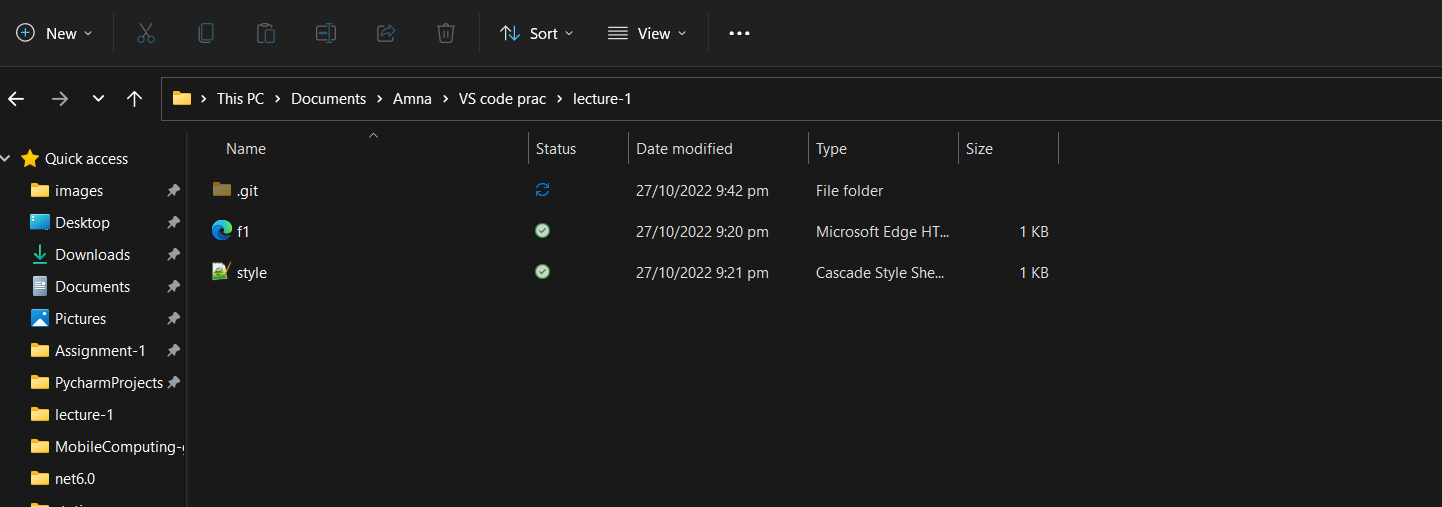 New Sort View •••
This PC > Documents > Amna > VS code prac > lecture-1
Name Status Date modified Type Size
Quick access
images
Desktop
Downloads
Documents
Pictures
Assignment-1
PycharmProjects
lecture-1
MobileComputing-
net6.0
.git 27/10/2022 9:42 pm File folder
f1 27/10/2022 9:20 pm Microsoft Edge HT... 1 KB
style 27/10/2022 9:21 pm Cascade Style She... 1 KB